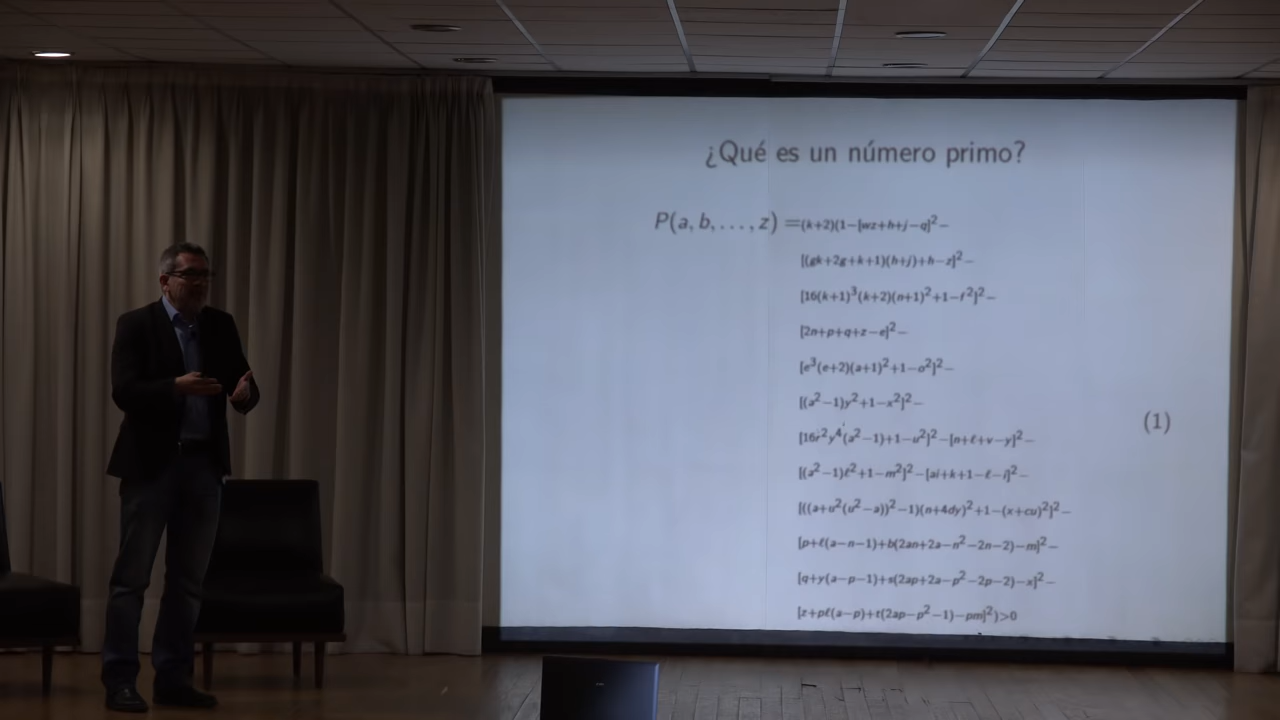 ¿Qué es un número primo?
P(a, b, . . . , z) =(k+2)(1−[wz+h+j−q]²−
[(gk+2g+k+1)(h+j)+h−z]²−
[16(k+1)³(k+2)(n+1)²+1−f²]²−
[2n+p+q+z−e]²−
[e³(e+2)(a+1)²+1−o²]²−
[(a²−1)y²+1−x²]²−
[16r²y⁴(a²−1)+1−u²]²−[n+ℓ+v−y]²−
[(a²−1)ℓ²+1−m²]²−[ai+k+1−ℓ−i]²−
[((a+u²(u²−a))²−1)(n+4dy)²+1−(x+cu)²]²−
[p+ℓ(a−n−1)+b(2an+2a−n²−2n−2)−m]²−
[q+y(a−p−1)+s(2ap+2a−p²−2p−2)−x]²−
[z+pℓ(a−p)+t(2ap−p²−1)−pm]²)>0
(1)